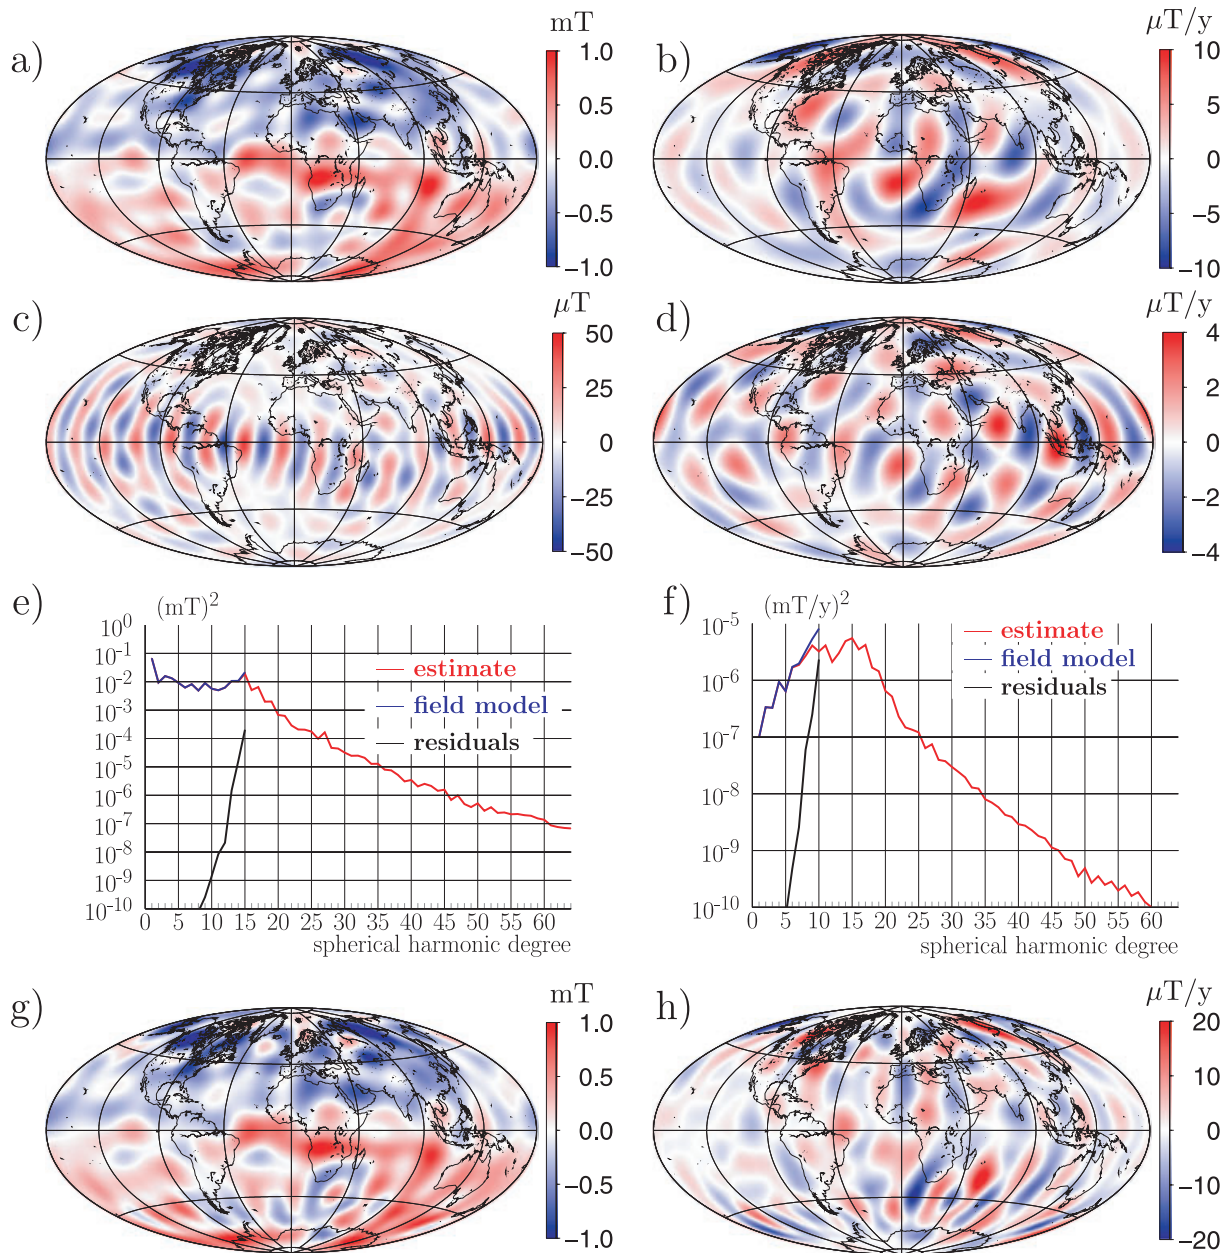 a)
mT
1.0
0.5
0.0
−0.5
−1.0
b)
μT/y
10
5
0
−5
−10
c)
μT
50
25
0
−25
−50
d)
μT/y
4
2
0
−2
−4
e)
(mT)²
10⁰
10⁻¹
10⁻²
10⁻³
10⁻⁴
10⁻⁵
10⁻⁶
10⁻⁷
10⁻⁸
10⁻⁹
10⁻¹⁰
estimate
field model
residuals
0 5 10 15 20 25 30 35 40 45 50 55 60
spherical harmonic degree
f)
(mT/y)²
10⁻⁵
10⁻⁶
10⁻⁷
10⁻⁸
10⁻⁹
10⁻¹⁰
estimate
field model
residuals
0 5 10 15 20 25 30 35 40 45 50 55 60
spherical harmonic degree
g)
mT
1.0
0.5
0.0
−0.5
−1.0
h)
μT/y
20
10
0
−10
−20